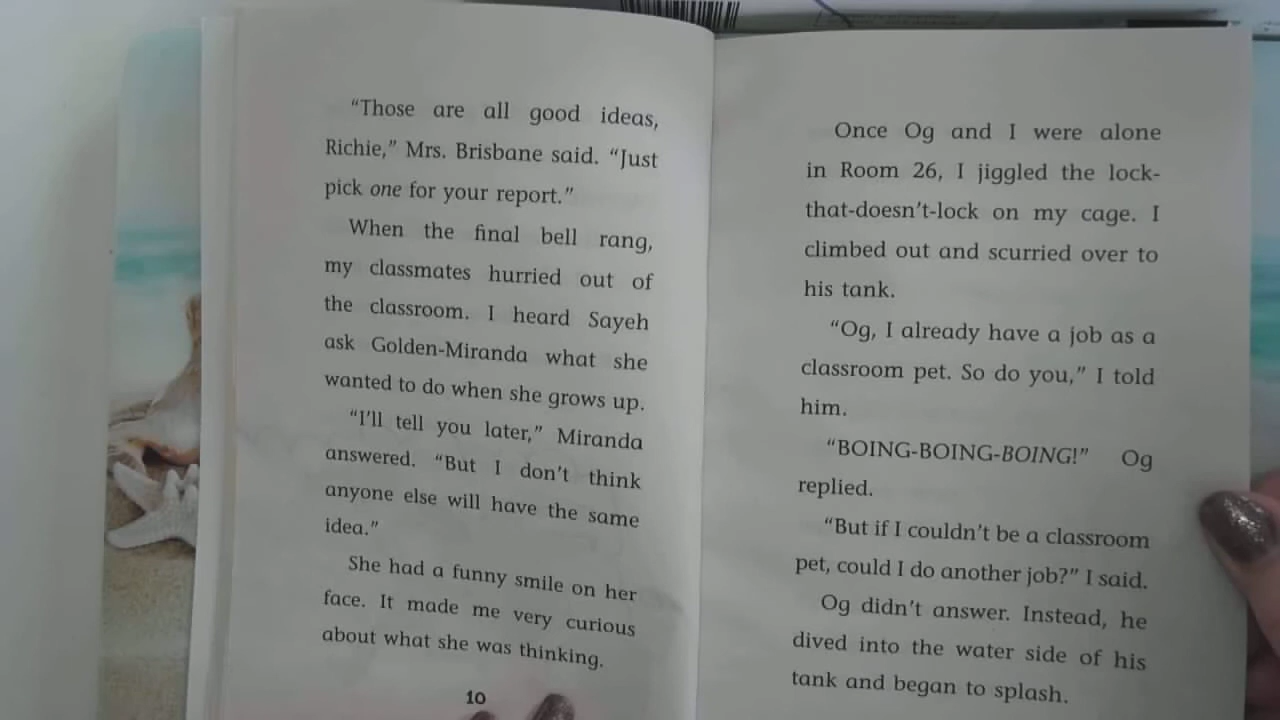 “Those are all good ideas,
Richie,” Mrs. Brisbane said. “Just
pick one for your report.”
When the final bell rang,
my classmates hurried out of
the classroom. I heard Sayeh
ask Golden-Miranda what she
wanted to do when she grows up.
“I’ll tell you later,” Miranda
answered. “But I don’t think
anyone else will have the same
idea.”
She had a funny smile on her
face. It made me very curious
about what she was thinking.
10
Once Og and I were alone
in Room 26, I jiggled the lock-
that-doesn’t-lock on my cage. I
climbed out and scurried over to
his tank.
“Og, I already have a job as a
classroom pet. So do you,” I told
him.
“BOING-BOING-BOING!” Og
replied.
“But if I couldn’t be a classroom
pet, could I do another job?” I said.
Og didn’t answer. Instead, he
dived into the water side of his
tank and began to splash.